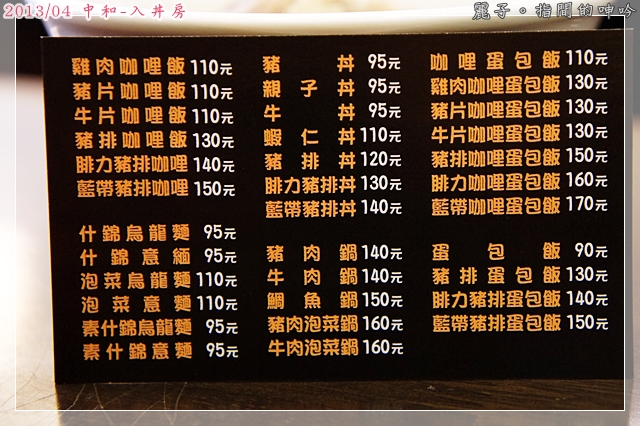 2013/04 中和-入丼房
麗子。指間的呻吟
雞肉咖哩飯 110元
豬片咖哩飯 110元
牛片咖哩飯 110元
豬排咖哩飯 130元
腓力豬排咖哩 140元
藍帶豬排咖哩 150元
什錦烏龍麵 95元
什錦意緬 95元
泡菜烏龍麵 110元
泡菜意麵 110元
素什錦烏龍麵 95元
素什錦意麵 95元
豬丼 95元
親子丼 95元
牛丼 95元
蝦仁丼 110元
豬排丼 120元
腓力豬排丼 130元
藍帶豬排丼 140元
豬肉鍋 140元
牛肉鍋 140元
鯛魚鍋 150元
豬肉泡菜鍋 160元
牛肉泡菜鍋 160元
咖哩蛋包飯 110元
雞肉咖哩蛋包飯 130元
豬片咖哩蛋包飯 130元
牛片咖哩蛋包飯 130元
豬排咖哩蛋包飯 150元
腓力咖哩蛋包飯 160元
藍帶咖哩蛋包飯 170元
蛋包飯 90元
豬排蛋包飯 130元
腓力豬排蛋包飯 140元
藍帶豬排蛋包飯 150元